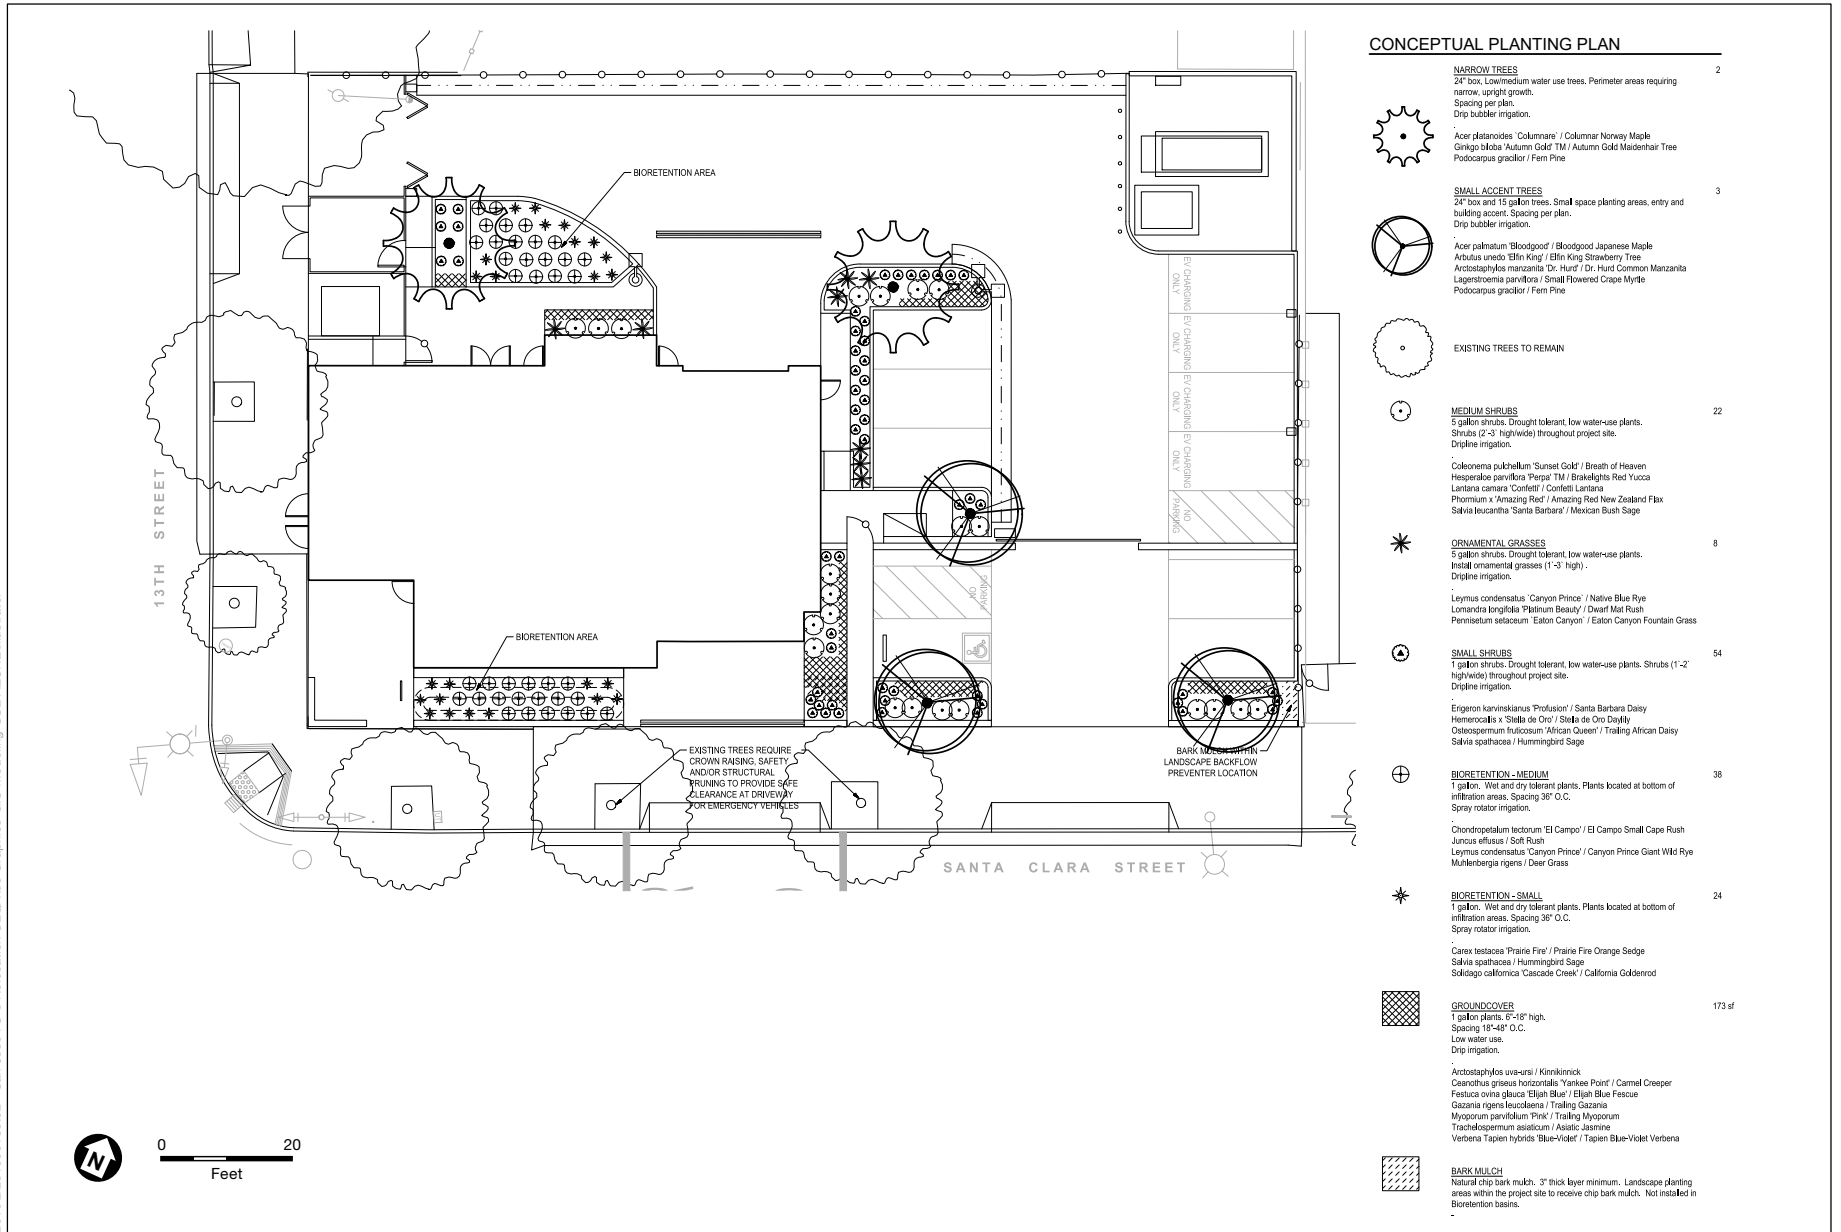 CONCEPTUAL PLANTING PLAN
NARROW TREES 2
24" box, Low/medium water use trees. Perimeter areas requiring
narrow, upright growth.
Spacing per plan.
Drip bubbler irrigation.
.
Acer platanoides `Columnare` / Columnar Norway Maple
Ginkgo biloba 'Autumn Gold' TM / Autumn Gold Maidenhair Tree
Podocarpus gracilior / Fern Pine
SMALL ACCENT TREES 3
24" box and 15 gallon trees. Small space planting areas, entry and
building accent. Spacing per plan.
Drip bubbler irrigation.
.
Acer palmatum 'Bloodgood' / Bloodgood Japanese Maple
Arbutus unedo 'Elfin King' / Elfin King Strawberry Tree
Arctostaphylos manzanita 'Dr. Hurd' / Dr. Hurd Common Manzanita
Lagerstroemia parviflora / Small Flowered Crape Myrtle
Podocarpus gracilior / Fern Pine
EXISTING TREES TO REMAIN
MEDIUM SHRUBS 22
5 gallon shrubs. Drought tolerant, low water-use plants.
Shrubs (2`-3` high/wide) throughout project site.
Dripline irrigation.
.
Coleonema pulchellum 'Sunset Gold' / Breath of Heaven
Hesperaloe parviflora 'Perpa' TM / Brakelights Red Yucca
Lantana camara 'Confetti' / Confetti Lantana
Phormium x 'Amazing Red' / Amazing Red New Zealand Flax
Salvia leucantha 'Santa Barbara' / Mexican Bush Sage
ORNAMENTAL GRASSES 8
5 gallon shrubs. Drought tolerant, low water-use plants.
Install ornamental grasses (1`-3` high) .
Dripline irrigation.
.
Leymus condensatus `Canyon Prince` / Native Blue Rye
Lomandra longifolia 'Platinum Beauty' / Dwarf Mat Rush
Pennisetum setaceum `Eaton Canyon` / Eaton Canyon Fountain Grass
SMALL SHRUBS 54
1 gallon shrubs. Drought tolerant, low water-use plants. Shrubs (1`-2`
high/wide) throughout project site.
Dripline irrigation.
.
Erigeron karvinskianus 'Profusion' / Santa Barbara Daisy
Hemerocallis x 'Stella de Oro' / Stella de Oro Daylily
Osteospermum fruticosum 'African Queen' / Trailing African Daisy
Salvia spathacea / Hummingbird Sage
BIORETENTION - MEDIUM 38
1 gallon. Wet and dry tolerant plants. Plants located at bottom of
infiltration areas. Spacing 36" O.C.
Spray rotator irrigation.
.
Chondropetalum tectorum 'El Campo' / El Campo Small Cape Rush
Juncus effusus / Soft Rush
Leymus condensatus 'Canyon Prince' / Canyon Prince Giant Wild Rye
Muhlenbergia rigens / Deer Grass
BIORETENTION - SMALL 24
1 gallon. Wet and dry tolerant plants. Plants located at bottom of
infiltration areas. Spacing 36" O.C.
Spray rotator irrigation.
.
Carex testacea 'Prairie Fire' / Prairie Fire Orange Sedge
Salvia spathacea / Hummingbird Sage
Solidago californica 'Cascade Creek' / California Goldenrod
GROUNDCOVER 173 sf
1 gallon plants. 6"-18" high.
Spacing 18"-48" O.C.
Low water use.
Drip irrigation.
.
Arctostaphylos uva-ursi / Kinnikinnick
Ceanothus griseus horizontalis 'Yankee Point' / Carmel Creeper
Festuca ovina glauca 'Elijah Blue' / Elijah Blue Fescue
Gazania rigens leucolaena / Trailing Gazania
Myoporum parvifolium 'Pink' / Trailing Myoporum
Trachelospermum asiaticum / Asiatic Jasmine
Verbena Tapien hybrids 'Blue-Violet' / Tapien Blue-Violet Verbena
BARK MULCH
Natural chip bark mulch. 3" thick layer minimum. Landscape planting
areas within the project site to receive chip bark mulch. Not installed in
Bioretention basins.
BIORETENTION AREA
EV CHARGING
ONLY
EV CHARGING
ONLY
EV CHARGING
ONLY
EV CHARGING
ONLY
NO
PARKING
NO
PARKING
13TH STREET
BIORETENTION AREA
EXISTING TREES REQUIRE
CROWN RAISING, SAFETY
AND/OR STRUCTURAL
PRUNING TO PROVIDE SAFE
CLEARANCE AT DRIVEWAY
FOR EMERGENCY VEHICLES
BARK MULCH WITHIN
LANDSCAPE BACKFLOW
PREVENTER LOCATION
SANTA CLARA STREET
N
0 20
Feet